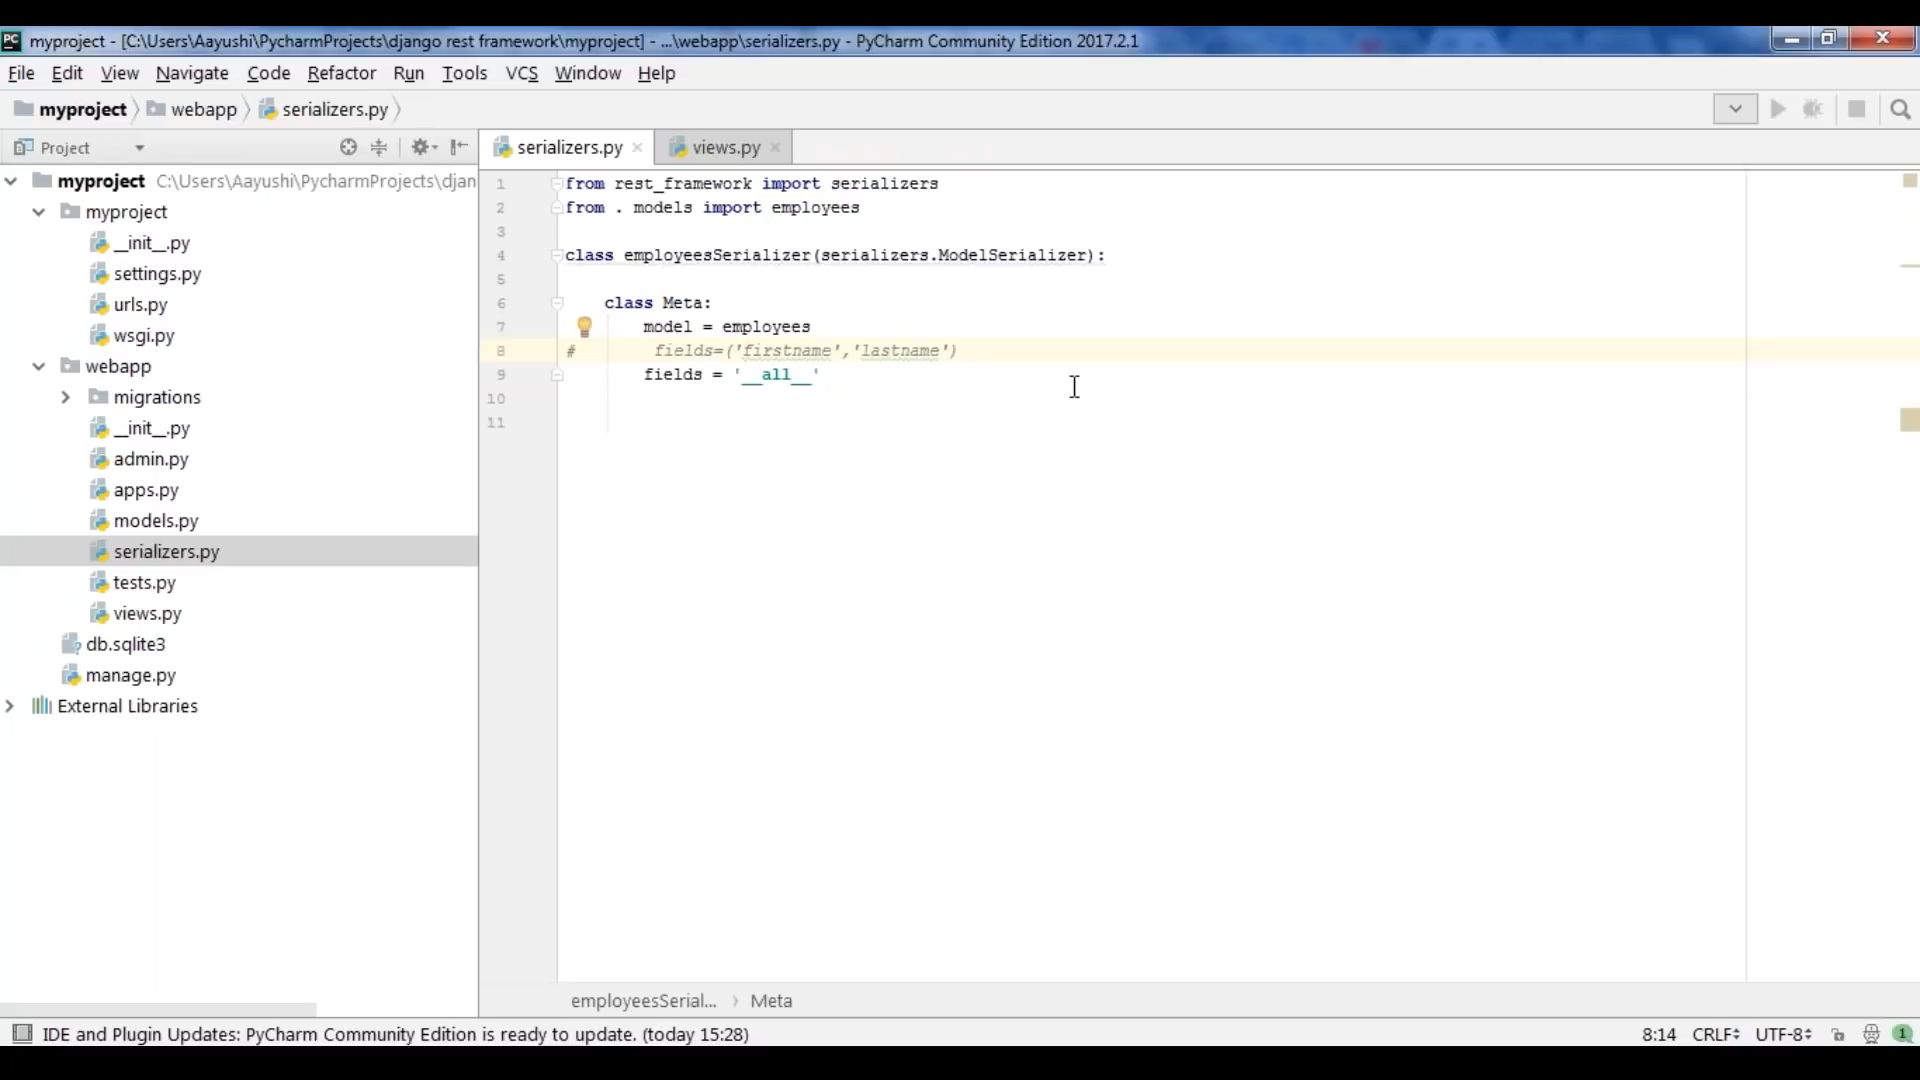 PC myproject - [C:\Users\Aayushi\PycharmProjects\django rest framework\myproject] - ...\webapp\serializers.py - PyCharm Community Edition 2017.2.1
File Edit View Navigate Code Refactor Run Tools VCS Window Help
myproject webapp serializers.py
Project
serializers.py views.py
myproject C:\Users\Aayushi\PycharmProjects\djan
myproject
__init__.py
settings.py
urls.py
wsgi.py
webapp
migrations
__init__.py
admin.py
apps.py
models.py
serializers.py
tests.py
views.py
db.sqlite3
manage.py
External Libraries
1 from rest_framework import serializers
2 from . models import employees
3
4 class employeesSerializer(serializers.ModelSerializer):
5
6 class Meta:
7 model = employees
8 # fields=('firstname','lastname')
9 fields = '__all__'
10
11
employeesSerial... › Meta
IDE and Plugin Updates: PyCharm Community Edition is ready to update. (today 15:28)
8:14 CRLF UTF-8 1